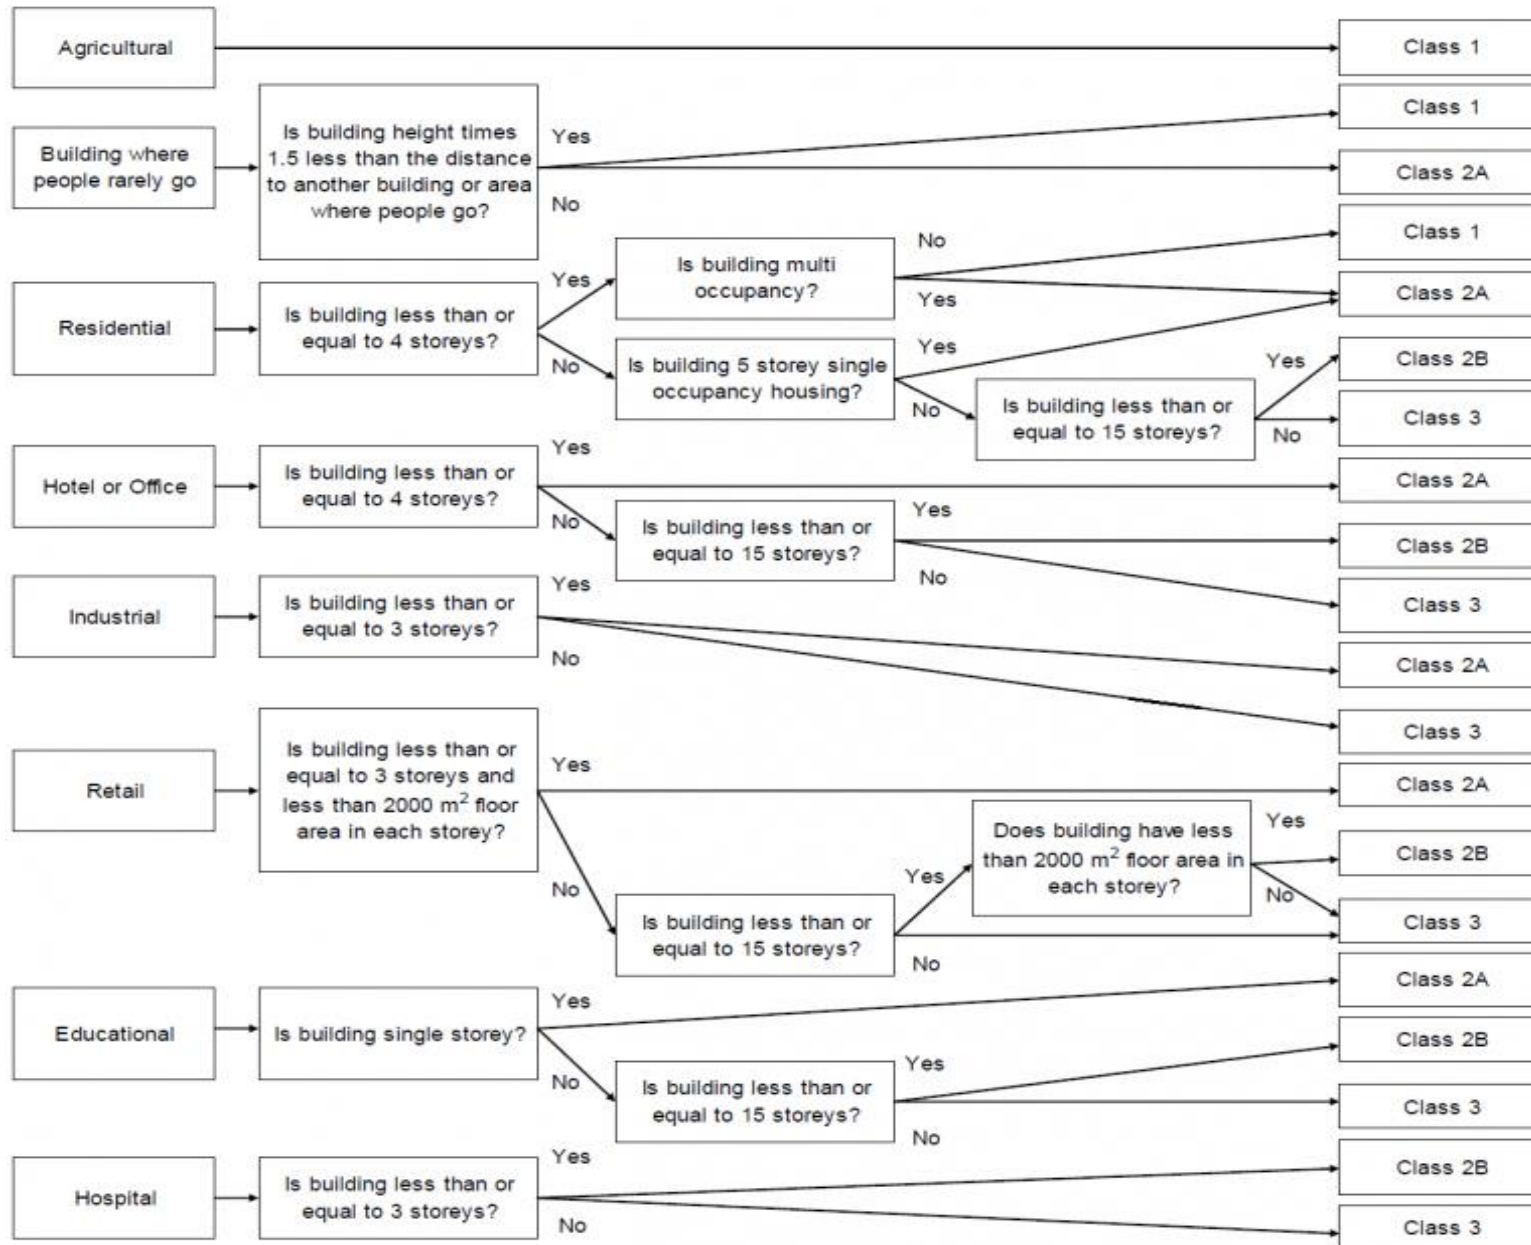 Agricultural
Class 1
Building where
people rarely go
Is building height times
1.5 less than the distance
to another building or area
where people go?
Yes
No
Class 1
Class 2A
Residential
Is building less than or
equal to 4 storeys?
Yes
No
Is building multi
occupancy?
No
Yes
Class 1
Class 2A
Is building 5 storey single
occupancy housing?
Yes
No
Is building less than or
equal to 15 storeys?
Yes
No
Class 2B
Class 3
Hotel or Office
Is building less than or
equal to 4 storeys?
Yes
No
Class 2A
Is building less than or
equal to 15 storeys?
Yes
No
Class 2B
Class 3
Industrial
Is building less than or
equal to 3 storeys?
Yes
No
Class 2A
Class 3
Retail
Is building less than or
equal to 3 storeys and
less than 2000 m² floor
area in each storey?
Yes
No
Class 2A
Is building less than or
equal to 15 storeys?
Yes
No
Does building have less
than 2000 m² floor area in
each storey?
Yes
No
Class 2B
Class 3
Educational
Is building single storey?
Yes
No
Class 2A
Is building less than or
equal to 15 storeys?
Yes
No
Class 2B
Class 3
Hospital
Is building less than or
equal to 3 storeys?
Yes
No
Class 2B
Class 3